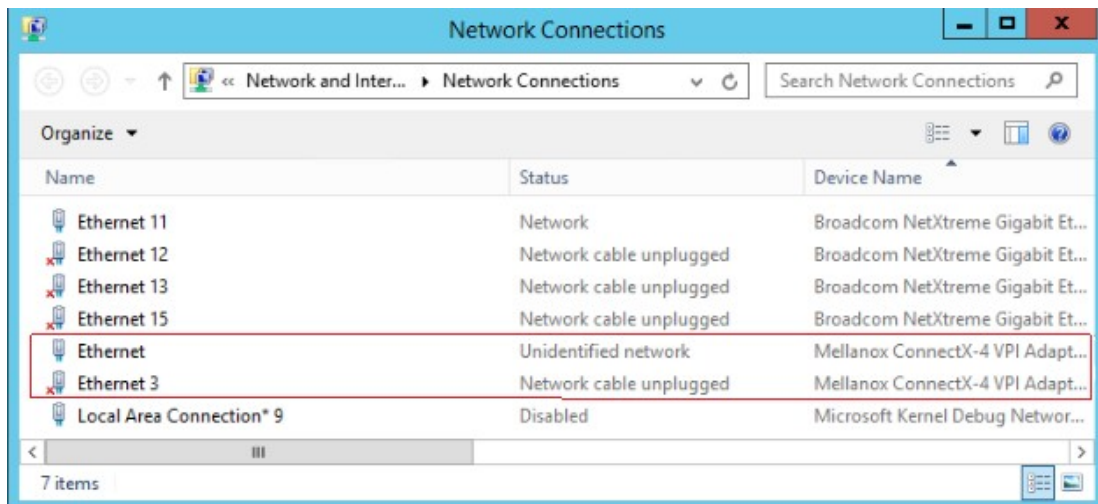 Network Connections
« Network and Inter... Network Connections Search Network Connections
Organize
Name Status Device Name
Ethernet 11 Network Broadcom NetXtreme Gigabit Et...
Ethernet 12 Network cable unplugged Broadcom NetXtreme Gigabit Et...
Ethernet 13 Network cable unplugged Broadcom NetXtreme Gigabit Et...
Ethernet 15 Network cable unplugged Broadcom NetXtreme Gigabit Et...
Ethernet Unidentified network Mellanox ConnectX-4 VPI Adapt...
Ethernet 3 Network cable unplugged Mellanox ConnectX-4 VPI Adapt...
Local Area Connection* 9 Disabled Microsoft Kernel Debug Networ...
7 items